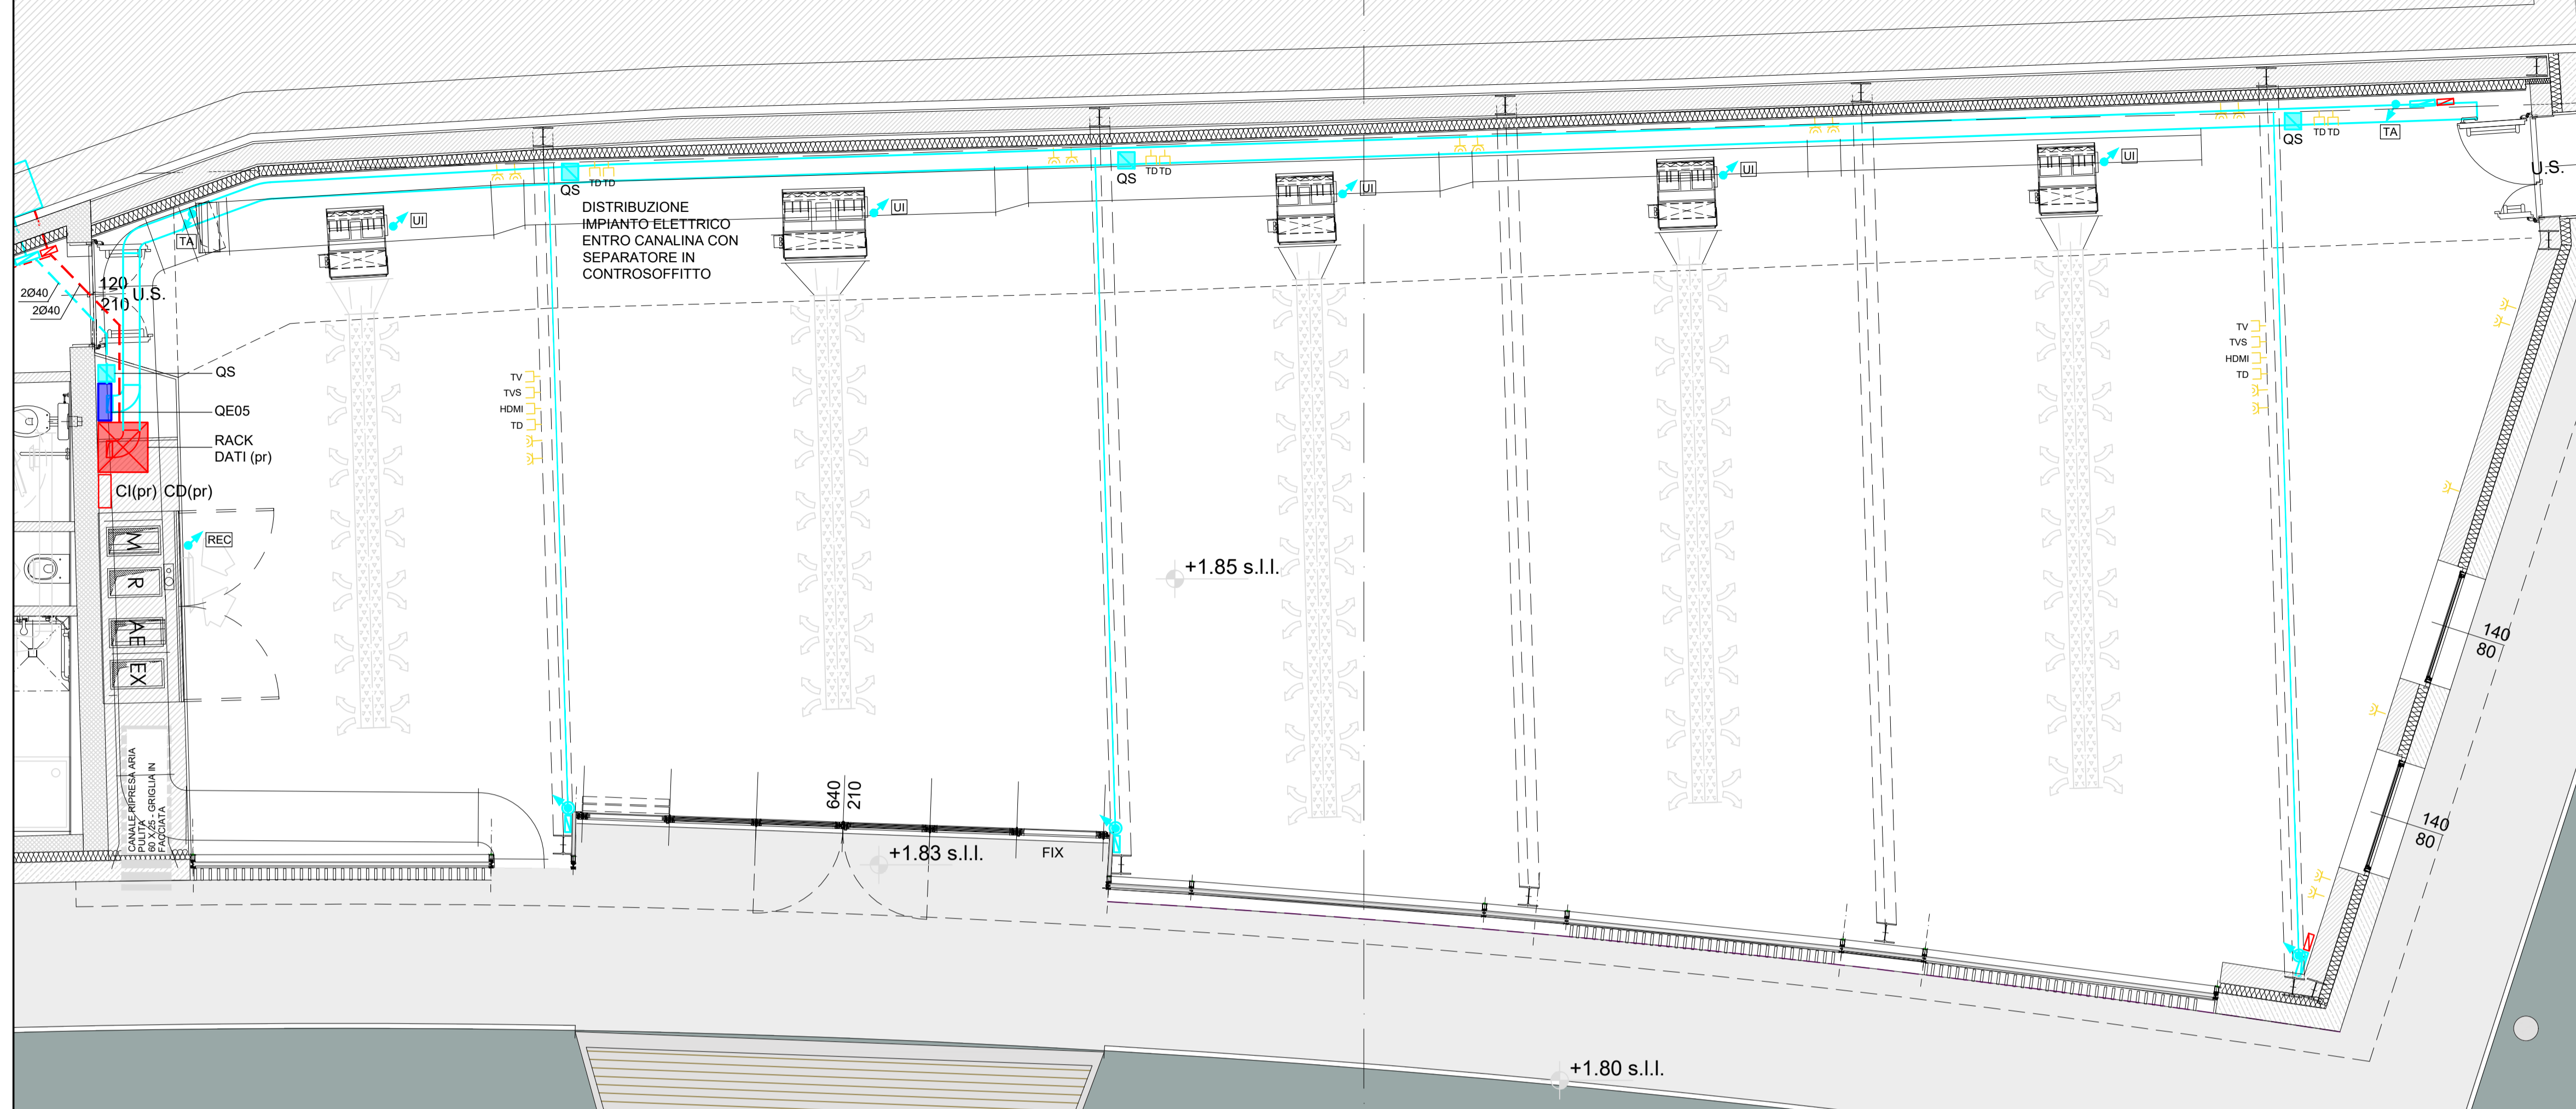 TA
U.S.
QS
TD TD
QS
TD TD
QS
TD TD
UI
UI
UI
UI
UI
TA
DISTRIBUZIONE
IMPIANTO ELETTRICO
ENTRO CANALINA CON
SEPARATORE IN
CONTROSOFFITTO
2Ø40
2Ø40
120
210
U.S.
QS
QE05
RACK
DATI (pr)
CI(pr) CD(pr)
TV
TVS
HDMI
TD
TV
TVS
HDMI
TD
REC
M
R
AE
EX
+1.85 s.l.l.
140
80
140
80
CANALE RIPRESA ARIA
PULITA
60 X 25 - GRIGLIA IN
FACCIATA
640
210
+1.83 s.l.l.
FIX
+1.80 s.l.l.